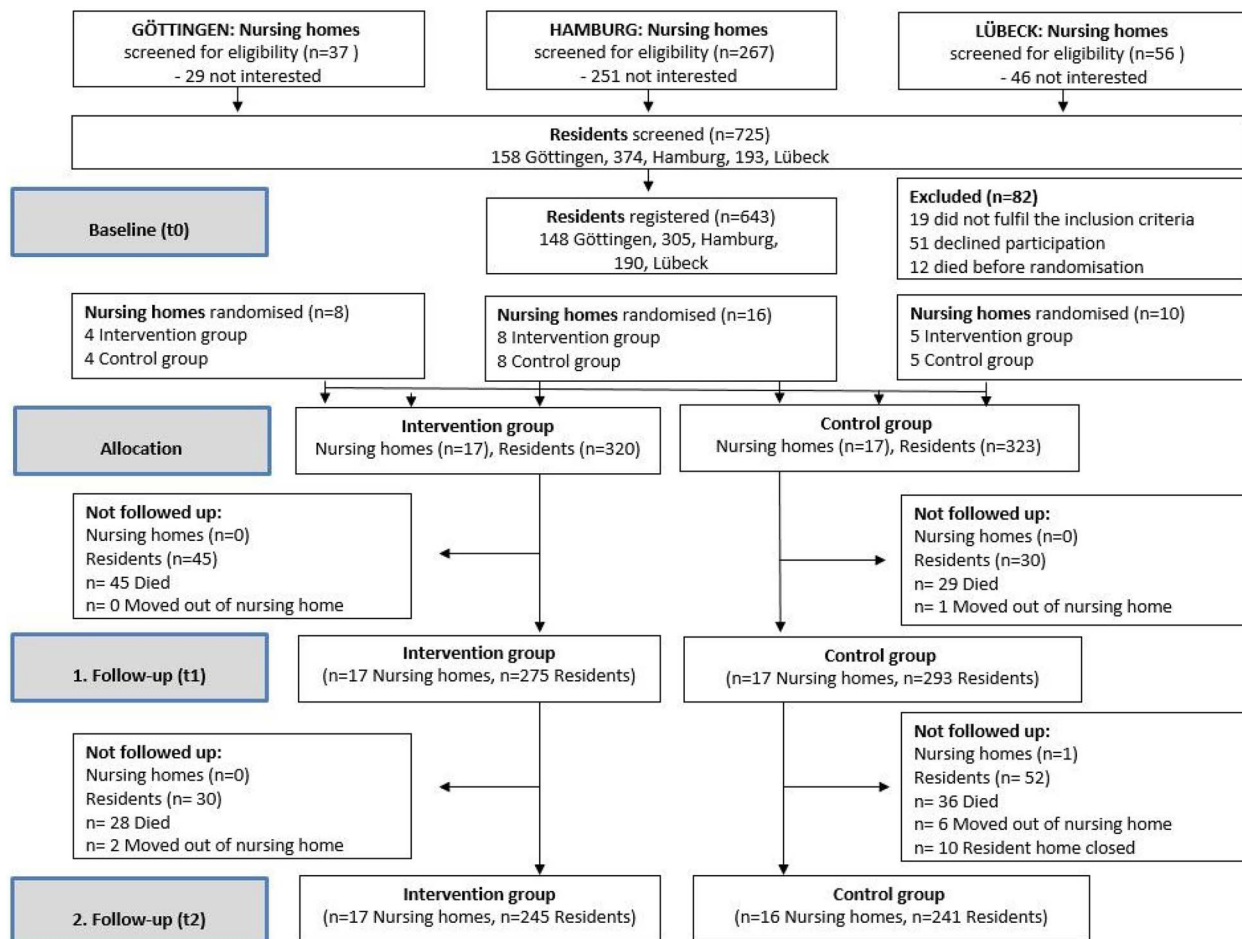 GÖTTINGEN: Nursing homes
screened for eligibility (n=37 )
- 29 not interested
HAMBURG: Nursing homes
screened for eligibility (n=267)
- 251 not interested
LÜBECK: Nursing homes
screened for eligibility (n=56 )
- 46 not interested
Residents screened (n=725)
158 Göttingen, 374, Hamburg, 193, Lübeck
Baseline (t0)
Residents registered (n=643)
148 Göttingen, 305, Hamburg,
190, Lübeck
Excluded (n=82)
19 did not fulfil the inclusion criteria
51 declined participation
12 died before randomisation
Nursing homes randomised (n=8)
4 Intervention group
4 Control group
Nursing homes randomised (n=16)
8 Intervention group
8 Control group
Nursing homes randomised (n=10)
5 Intervention group
5 Control group
Allocation
Intervention group
Nursing homes (n=17), Residents (n=320)
Control group
Nursing homes (n=17), Residents (n=323)
Not followed up:
Nursing homes (n=0)
Residents (n=45)
n= 45 Died
n= 0 Moved out of nursing home
Not followed up:
Nursing homes (n=0)
Residents (n=30)
n= 29 Died
n= 1 Moved out of nursing home
1. Follow-up (t1)
Intervention group
(n=17 Nursing homes, n=275 Residents)
Control group
(n=17 Nursing homes, n=293 Residents)
Not followed up:
Nursing homes (n=0)
Residents (n= 30)
n= 28 Died
n= 2 Moved out of nursing home
Not followed up:
Nursing homes (n=1)
Residents (n= 52)
n= 36 Died
n= 6 Moved out of nursing home
n= 10 Resident home closed
2. Follow-up (t2)
Intervention group
(n=17 Nursing homes, n=245 Residents)
Control group
(n=16 Nursing homes, n=241 Residents)